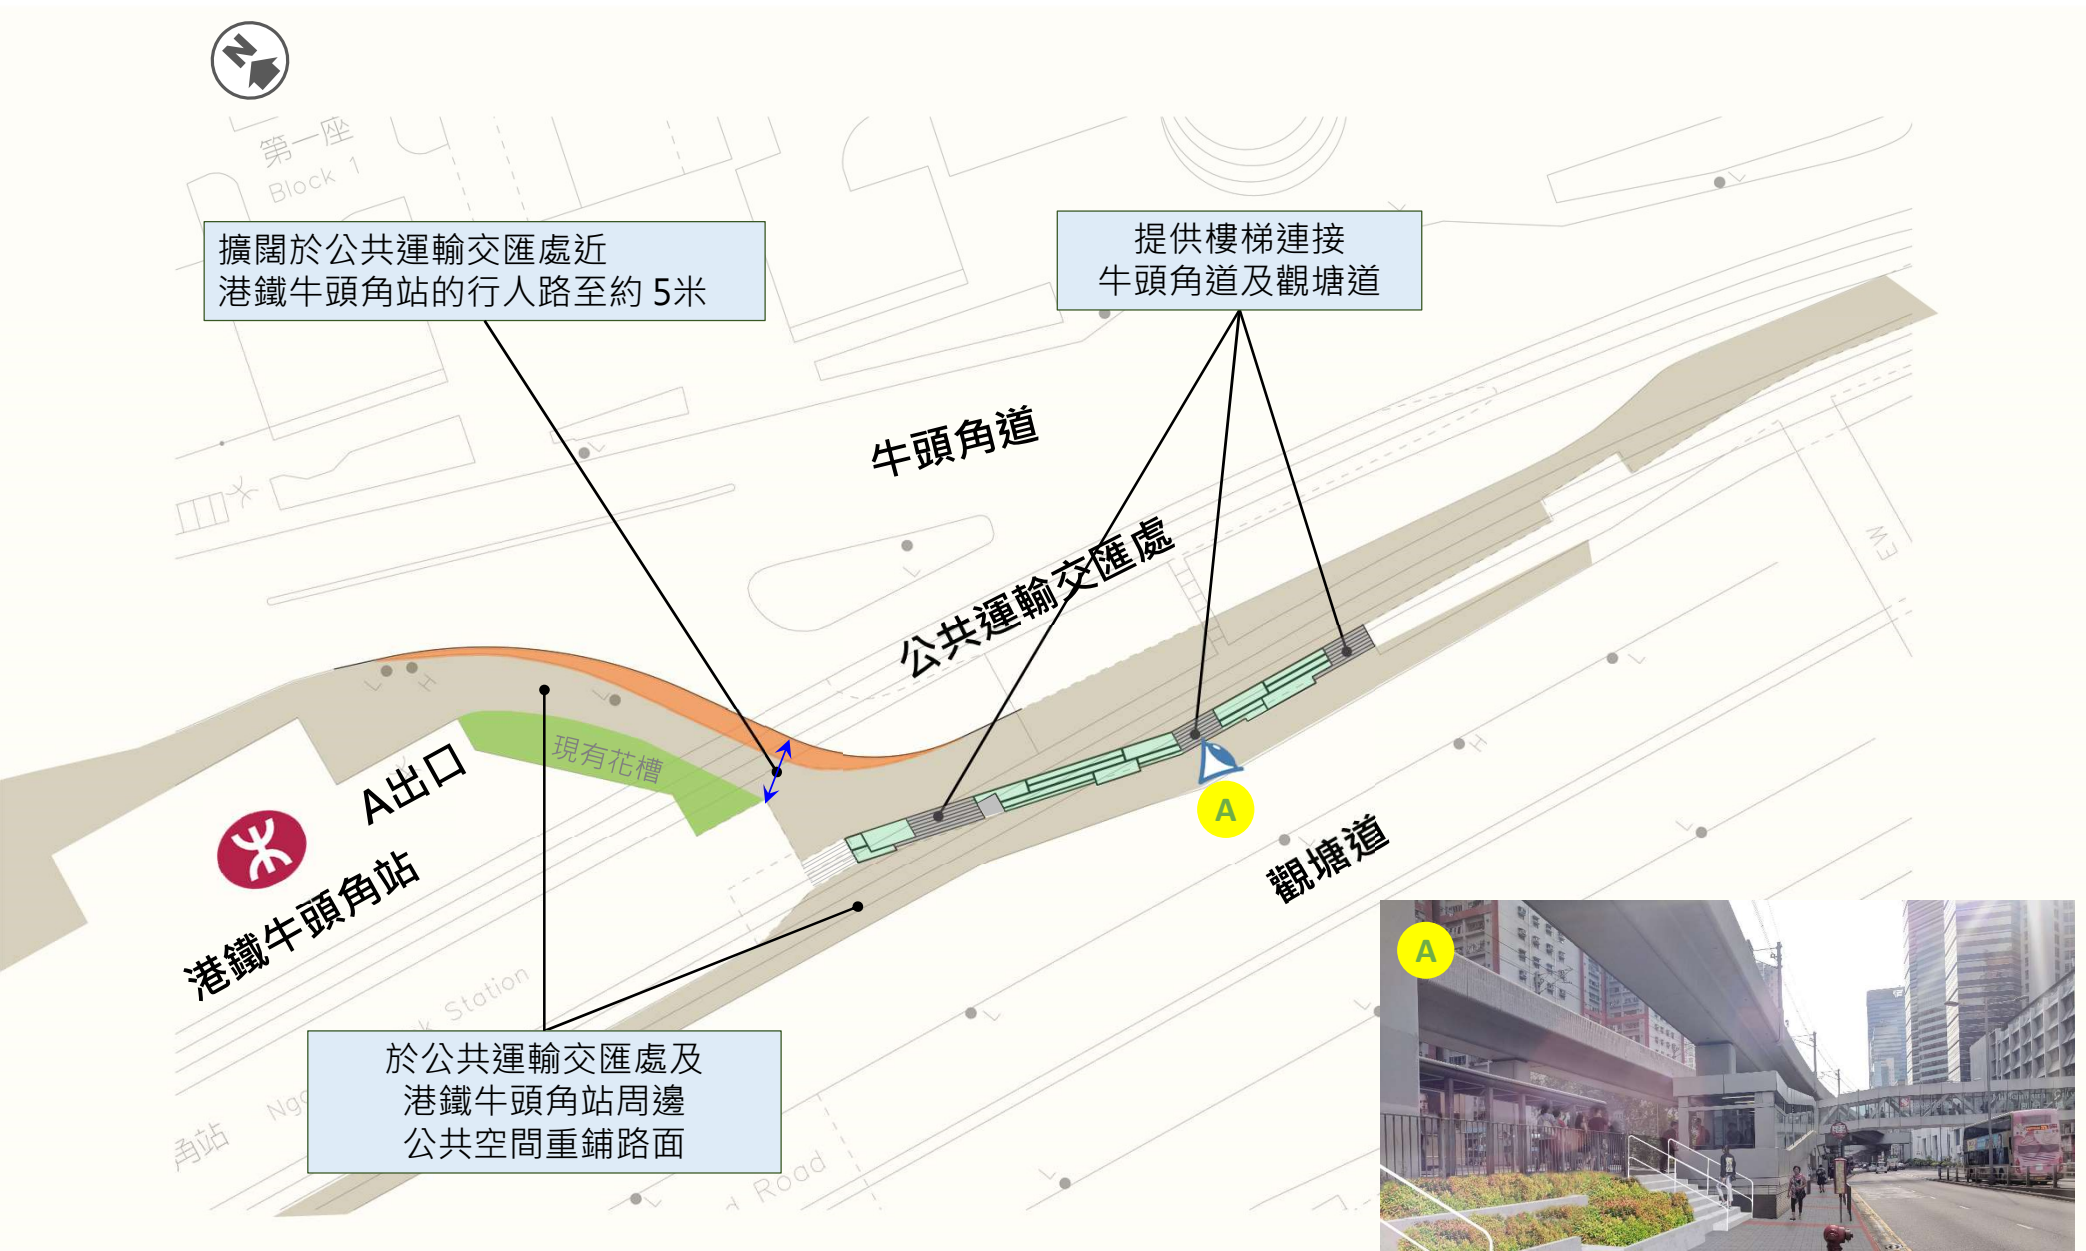 N
第一座
Block 1
擴闊於公共運輸交匯處近
港鐵牛頭角站的行人路至約 5米
提供樓梯連接
牛頭角道及觀塘道
牛頭角道
公共運輸交匯處
現有花槽
A出口
港鐵牛頭角站
A
觀塘道
於公共運輸交匯處及
港鐵牛頭角站周邊
公共空間重鋪路面
k Station
Ngo
角站
d Road
A